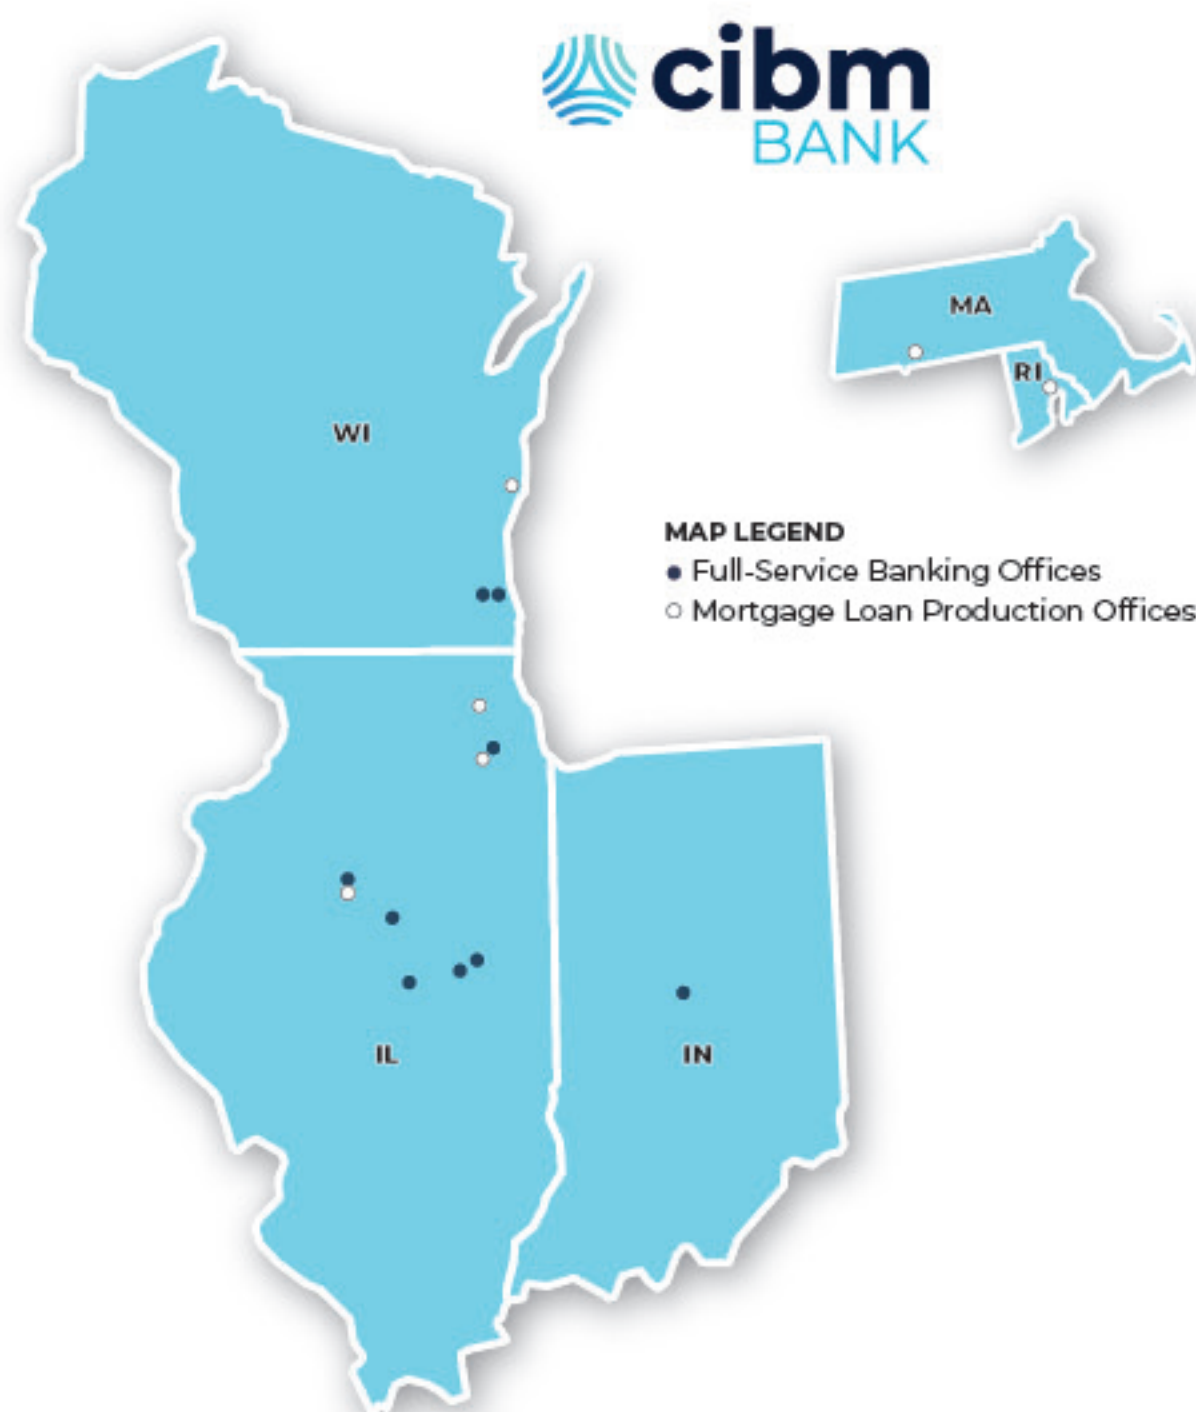 cibm
BANK
MA
RI
WI
MAP LEGEND
Full-Service Banking Offices
Mortgage Loan Production Offices
IL
IN